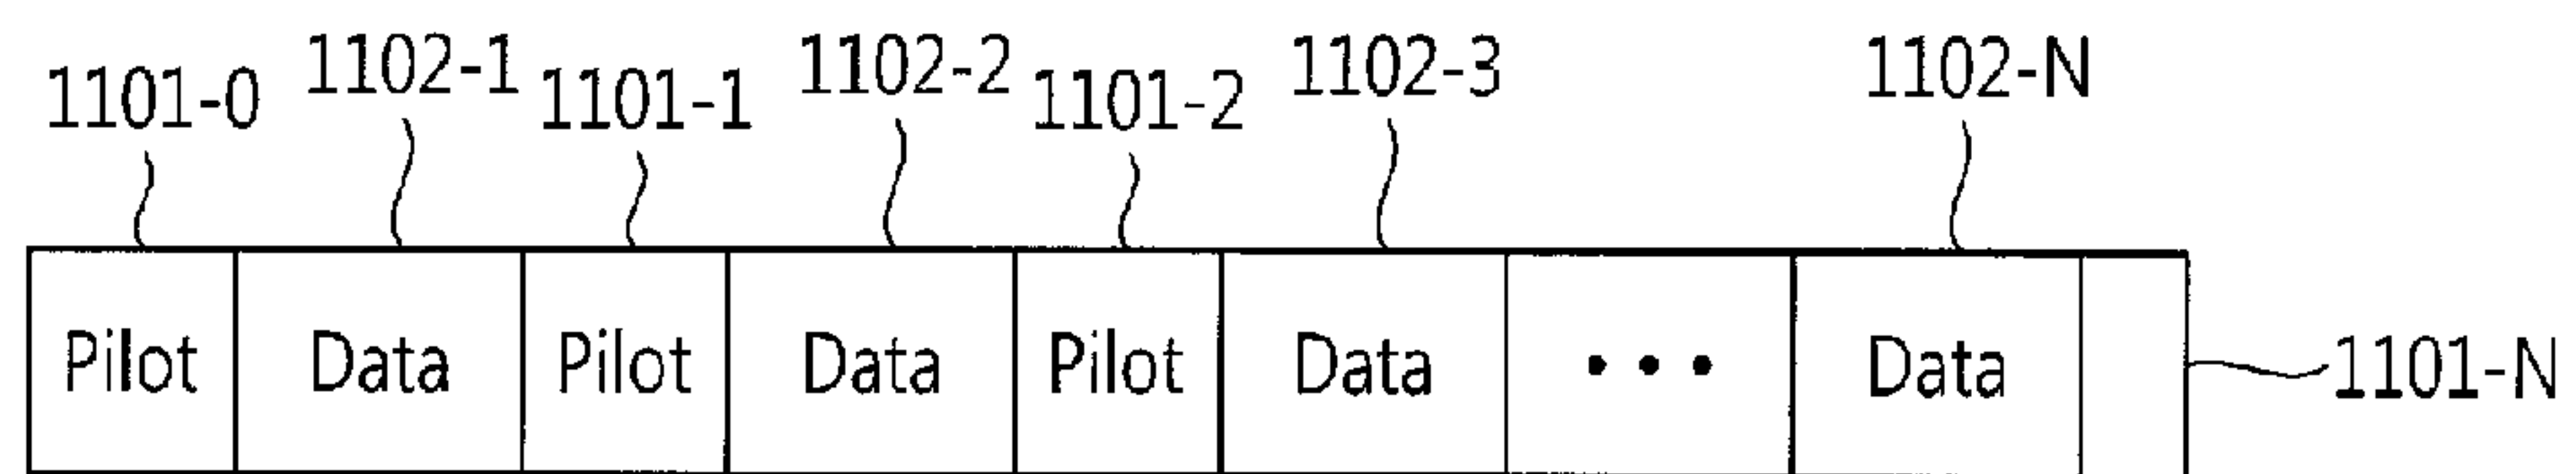 1101-0 1102-1 1101-1 1102-2 1101-2 1102-3 1102-N
Pilot Data Pilot Data Pilot Data • • • Data 1101-N